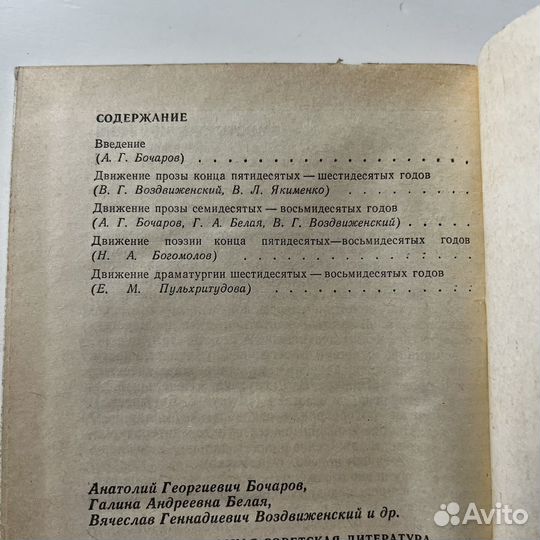 СОДЕРЖАНИЕ
Введение
(А. Г. Бочаров) . . . . . . . . . . . . . . . . . . .
Движение прозы конца пятидесятых — шестидесятых годов
(В. Г. Воздвиженский, В. Л. Якименко) . . . . . . . .
Движение прозы семидесятых — восьмидесятых годов
(А. Г. Бочаров, Г. А. Белая, В. Г. Воздвиженский) . . . .
Движение поэзии конца пятидесятых—восьмидесятых годов
(Н. А. Богомолов) . . . . . . . . . . . . . . . .
Движение драматургии шестидесятых — восьмидесятых годов
(Е. М. Пульхритудова) . . . . . . . . . . . . . . .
Анатолий Георгиевич Бочаров,
Галина Андреевна Белая,
Вячеслав Геннадиевич Воздвиженский и др.
СОВЕТСКАЯ ЛИТЕРАТУРА
Avito